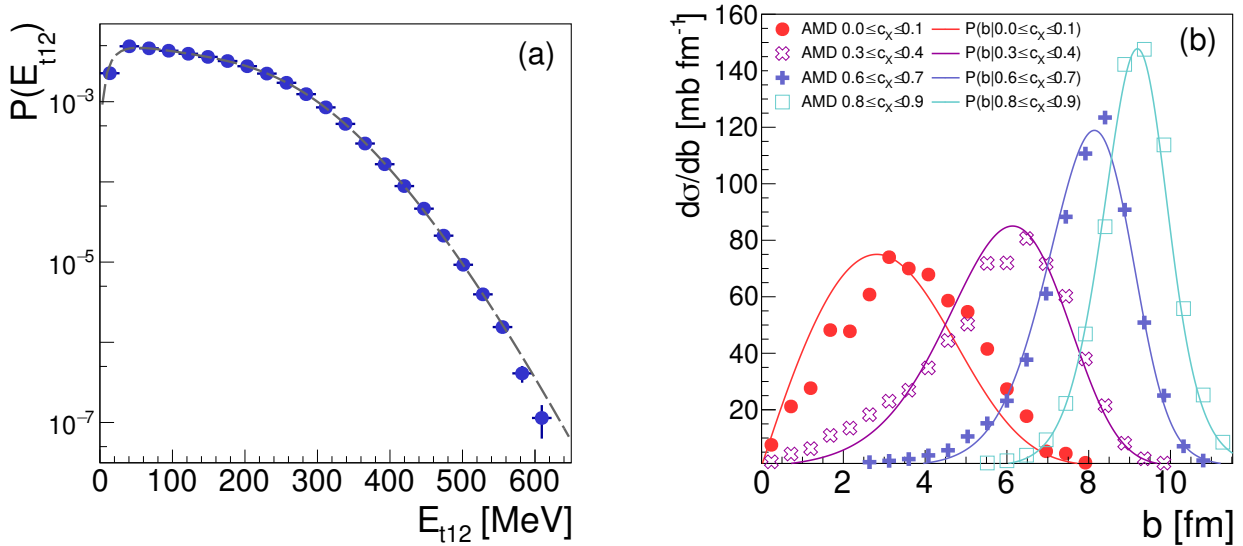 (a)
P(E_{t12})
10^{-3}
10^{-5}
10^{-7}
0 100 200 300 400 500 600
E_{t12} [MeV]
(b)
dσ/db [mb fm^{-1}]
160
140
120
100
80
60
40
20
AMD 0.0≤c_X≤0.1 P(b|0.0≤c_X≤0.1)
AMD 0.3≤c_X≤0.4 P(b|0.3≤c_X≤0.4)
AMD 0.6≤c_X≤0.7 P(b|0.6≤c_X≤0.7)
AMD 0.8≤c_X≤0.9 P(b|0.8≤c_X≤0.9)
0 2 4 6 8 10
b [fm]